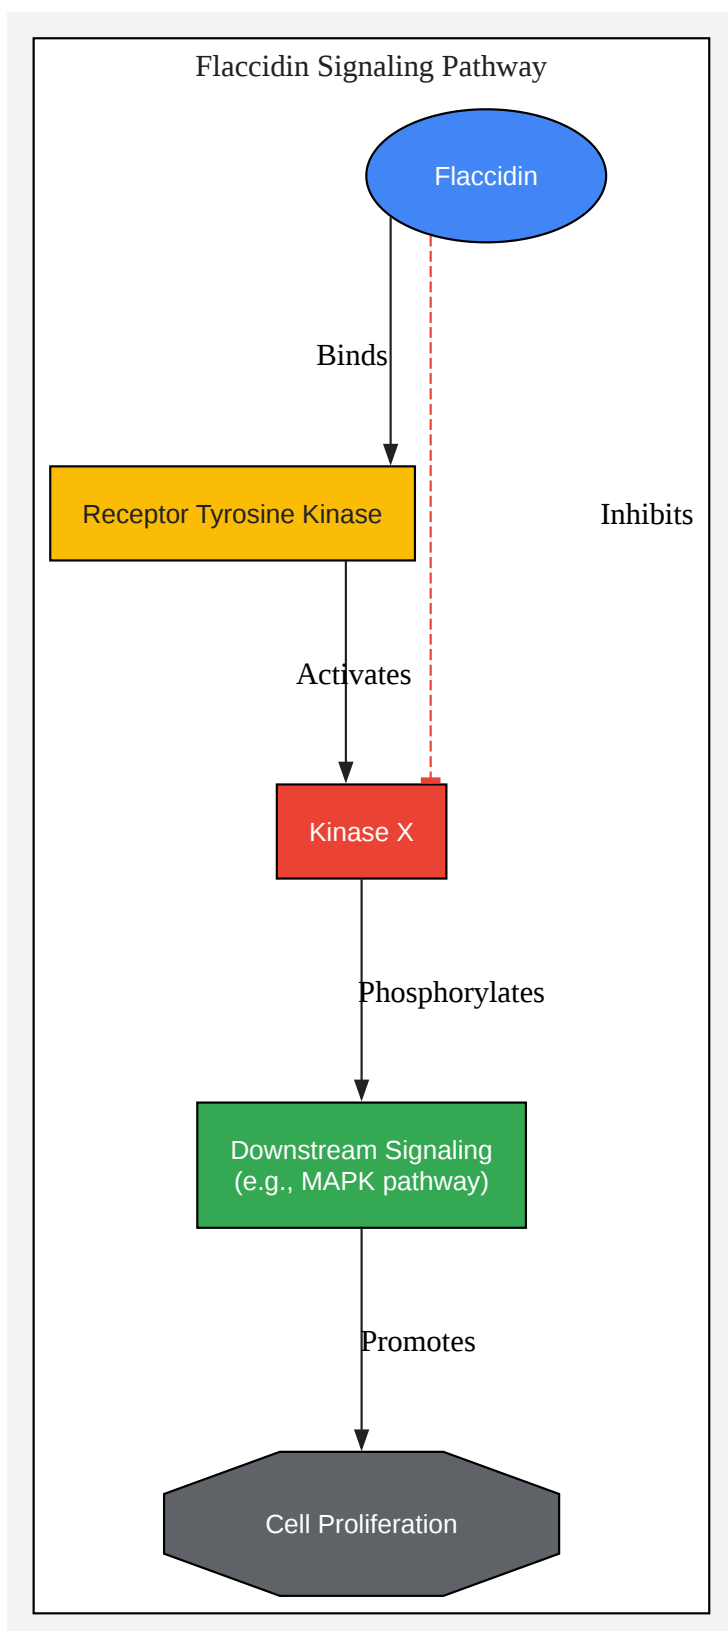 Flaccidin Signaling Pathway
Flaccidin
Binds
Receptor Tyrosine Kinase
Inhibits
Activates
Kinase X
Phosphorylates
Downstream Signaling
(e.g., MAPK pathway)
Promotes
Cell Proliferation